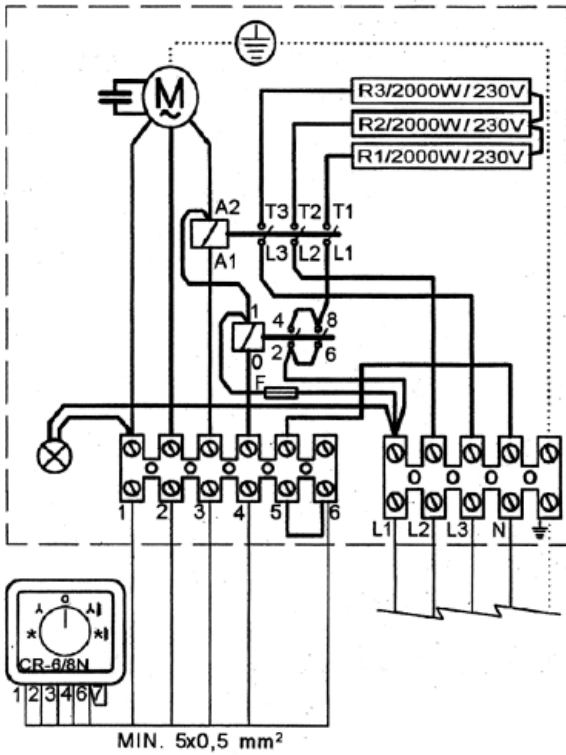 M
~
R3/2000W/230V
R2/2000W/230V
R1/2000W/230V
A2
T3 T2 T1
A1
L3 L2 L1
1
4 8
0
2 6
F
1 2 3 4 5 6
L1 L2 L3 N
0
CR-6/8N
1 2 3 4 6 7
MIN. 5x0,5 mm²